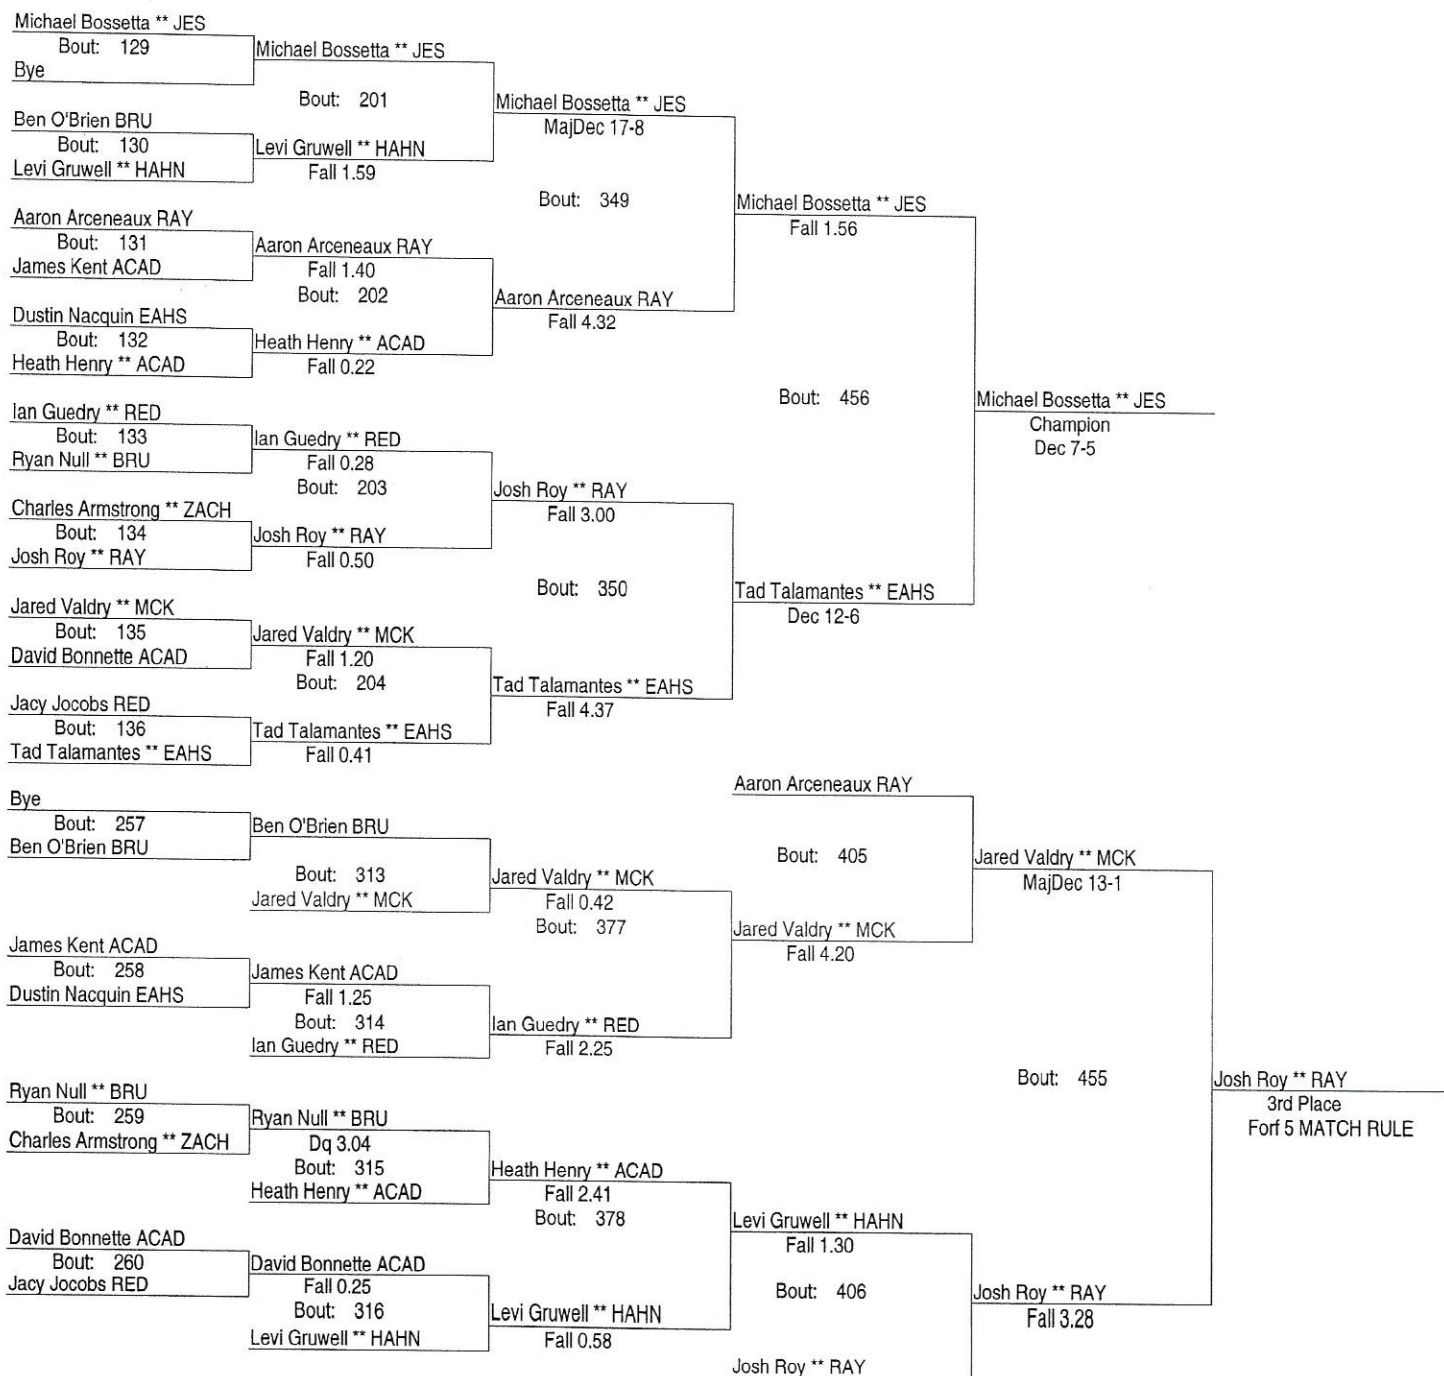 Michael Bossetta ** JES
Bout: 129
Bye
Michael Bossetta ** JES
Bout: 201
Ben O'Brien BRU
Bout: 130
Levi Gruwell ** HAHN
Levi Gruwell ** HAHN
Fall 1.59
Michael Bossetta ** JES
MajDec 17-8
Bout: 349
Aaron Arceneaux RAY
Bout: 131
James Kent ACAD
Aaron Arceneaux RAY
Fall 1.40
Bout: 202
Dustin Nacquin EAHS
Bout: 132
Heath Henry ** ACAD
Heath Henry ** ACAD
Fall 0.22
Aaron Arceneaux RAY
Fall 4.32
Michael Bossetta ** JES
Fall 1.56
Bout: 456
Michael Bossetta ** JES
Champion
Dec 7-5
Ian Guedry ** RED
Bout: 133
Ryan Null ** BRU
Ian Guedry ** RED
Fall 0.28
Bout: 203
Charles Armstrong ** ZACH
Bout: 134
Josh Roy ** RAY
Josh Roy ** RAY
Fall 0.50
Josh Roy ** RAY
Fall 3.00
Bout: 350
Jared Valdry ** MCK
Bout: 135
David Bonnette ACAD
Jared Valdry ** MCK
Fall 1.20
Bout: 204
Jacy Jocobs RED
Bout: 136
Tad Talamantes ** EAHS
Tad Talamantes ** EAHS
Fall 0.41
Tad Talamantes ** EAHS
Fall 4.37
Tad Talamantes ** EAHS
Dec 12-6
Bye
Bout: 257
Ben O'Brien BRU
Ben O'Brien BRU
Bout: 313
Jared Valdry ** MCK
Jared Valdry ** MCK
Fall 0.42
Bout: 377
James Kent ACAD
Bout: 258
Dustin Nacquin EAHS
James Kent ACAD
Fall 1.25
Bout: 314
Ian Guedry ** RED
Ian Guedry ** RED
Fall 2.25
Aaron Arceneaux RAY
Bout: 405
Jared Valdry ** MCK
Fall 4.20
Jared Valdry ** MCK
MajDec 13-1
Bout: 455
Josh Roy ** RAY
3rd Place
Forf 5 MATCH RULE
Ryan Null ** BRU
Bout: 259
Charles Armstrong ** ZACH
Ryan Null ** BRU
Dq 3.04
Bout: 315
Heath Henry ** ACAD
Heath Henry ** ACAD
Fall 2.41
Bout: 378
David Bonnette ACAD
Bout: 260
Jacy Jocobs RED
David Bonnette ACAD
Fall 0.25
Bout: 316
Levi Gruwell ** HAHN
Levi Gruwell ** HAHN
Fall 0.58
Levi Gruwell ** HAHN
Fall 1.30
Bout: 406
Josh Roy ** RAY
Josh Roy ** RAY
Fall 3.28